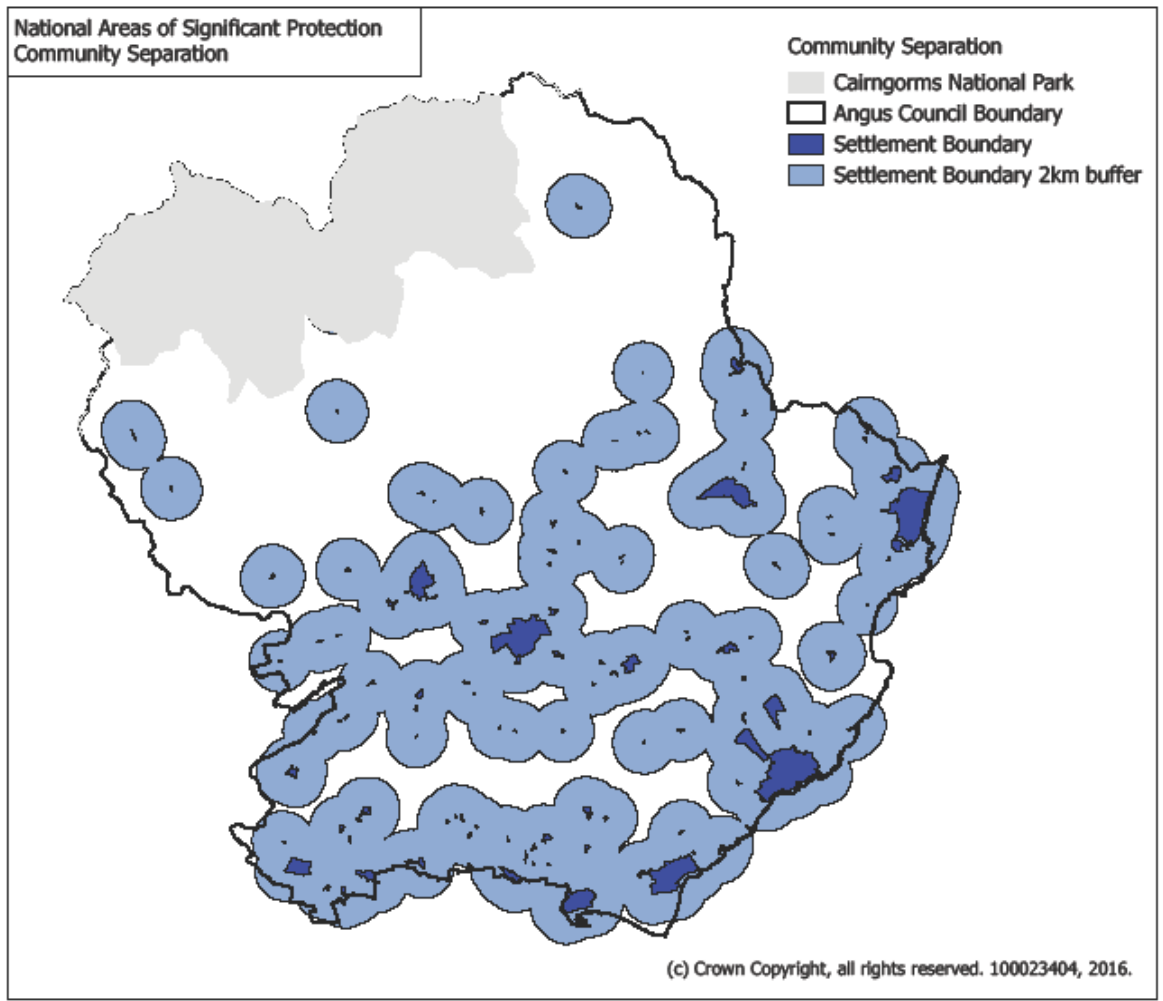 National Areas of Significant Protection
Community Separation
Community Separation
Cairngorms National Park
Angus Council Boundary
Settlement Boundary
Settlement Boundary 2km buffer
(c) Crown Copyright, all rights reserved. 100023404, 2016.